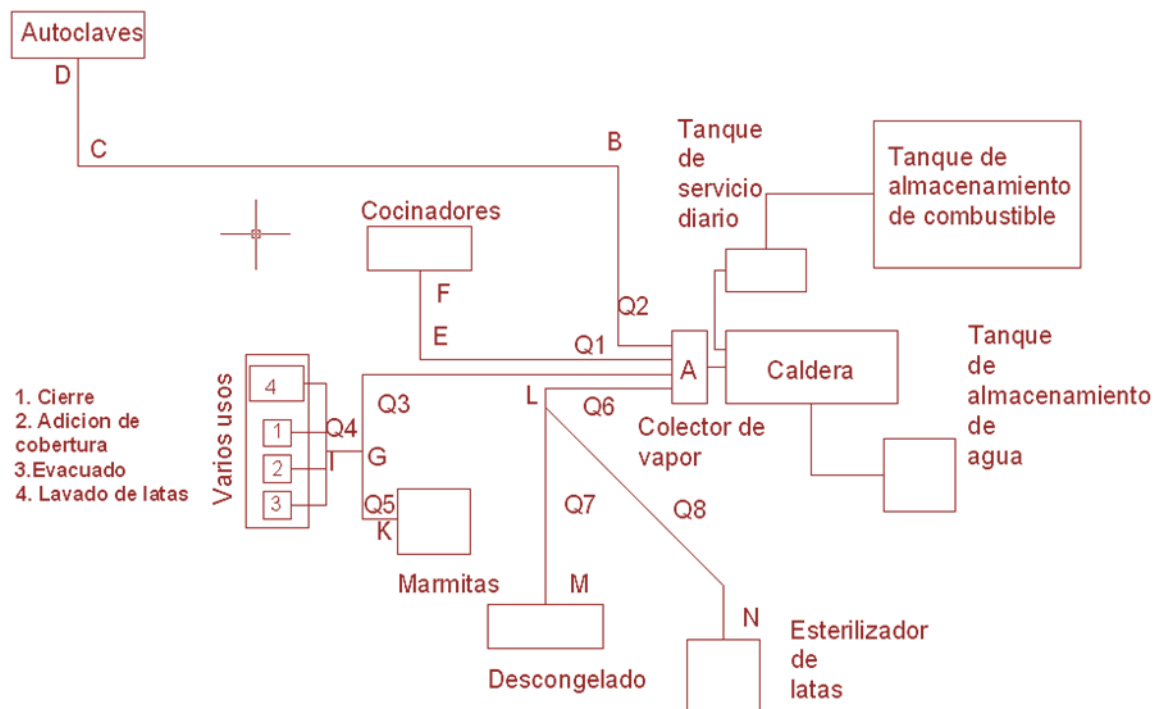 Autoclaves
D
C
B
Tanque
de
servicio
diario
Tanque de
almacenamiento
de combustible
Cocinadores
F
E
Q2
Q1
A
Caldera
Colector de
vapor
Tanque
de
almacenamiento
de
agua
1. Cierre
2. Adicion de
cobertura
3.Evacuado
4. Lavado de latas
Varios usos
4
1
2
3
Q4
I
Q3
G
Q5
K
Marmitas
L
Q6
Q7
Q8
M
Descongelado
N
Esterilizador
de
latas